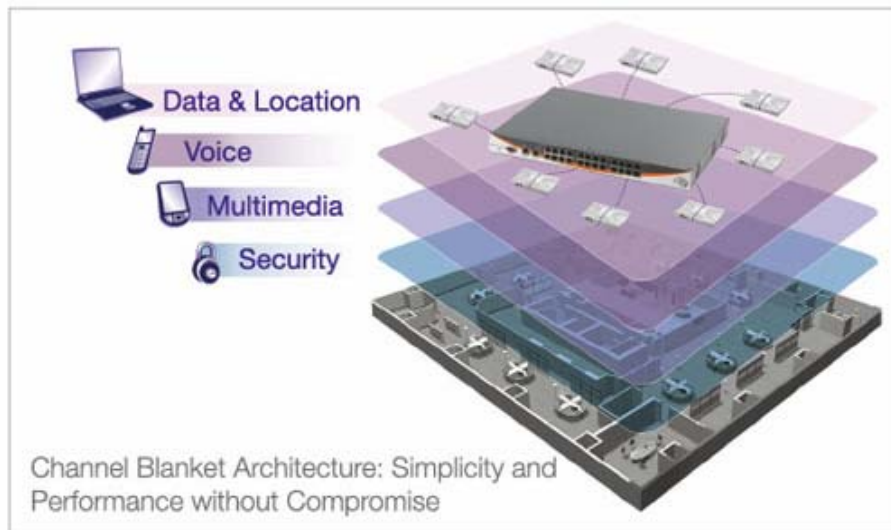 Data & Location
Voice
Multimedia
Security
Channel Blanket Architecture: Simplicity and
Performance without Compromise